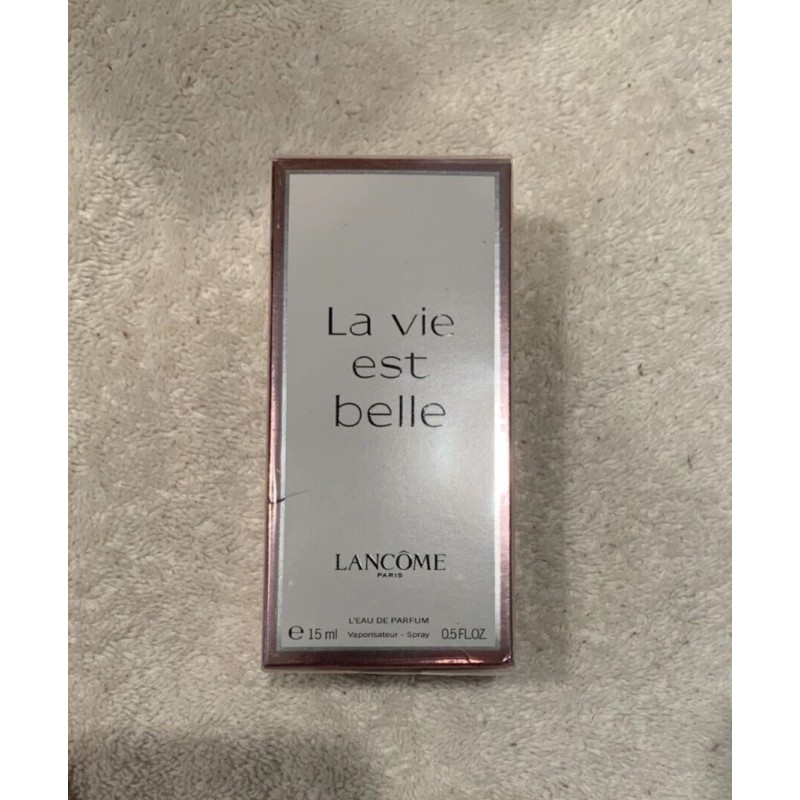 La vie
est
belle
LANCÔME
PARIS
L'EAU DE PARFUM
℮ 15 ml Vaporisateur - Spray 0.5 FL.OZ.